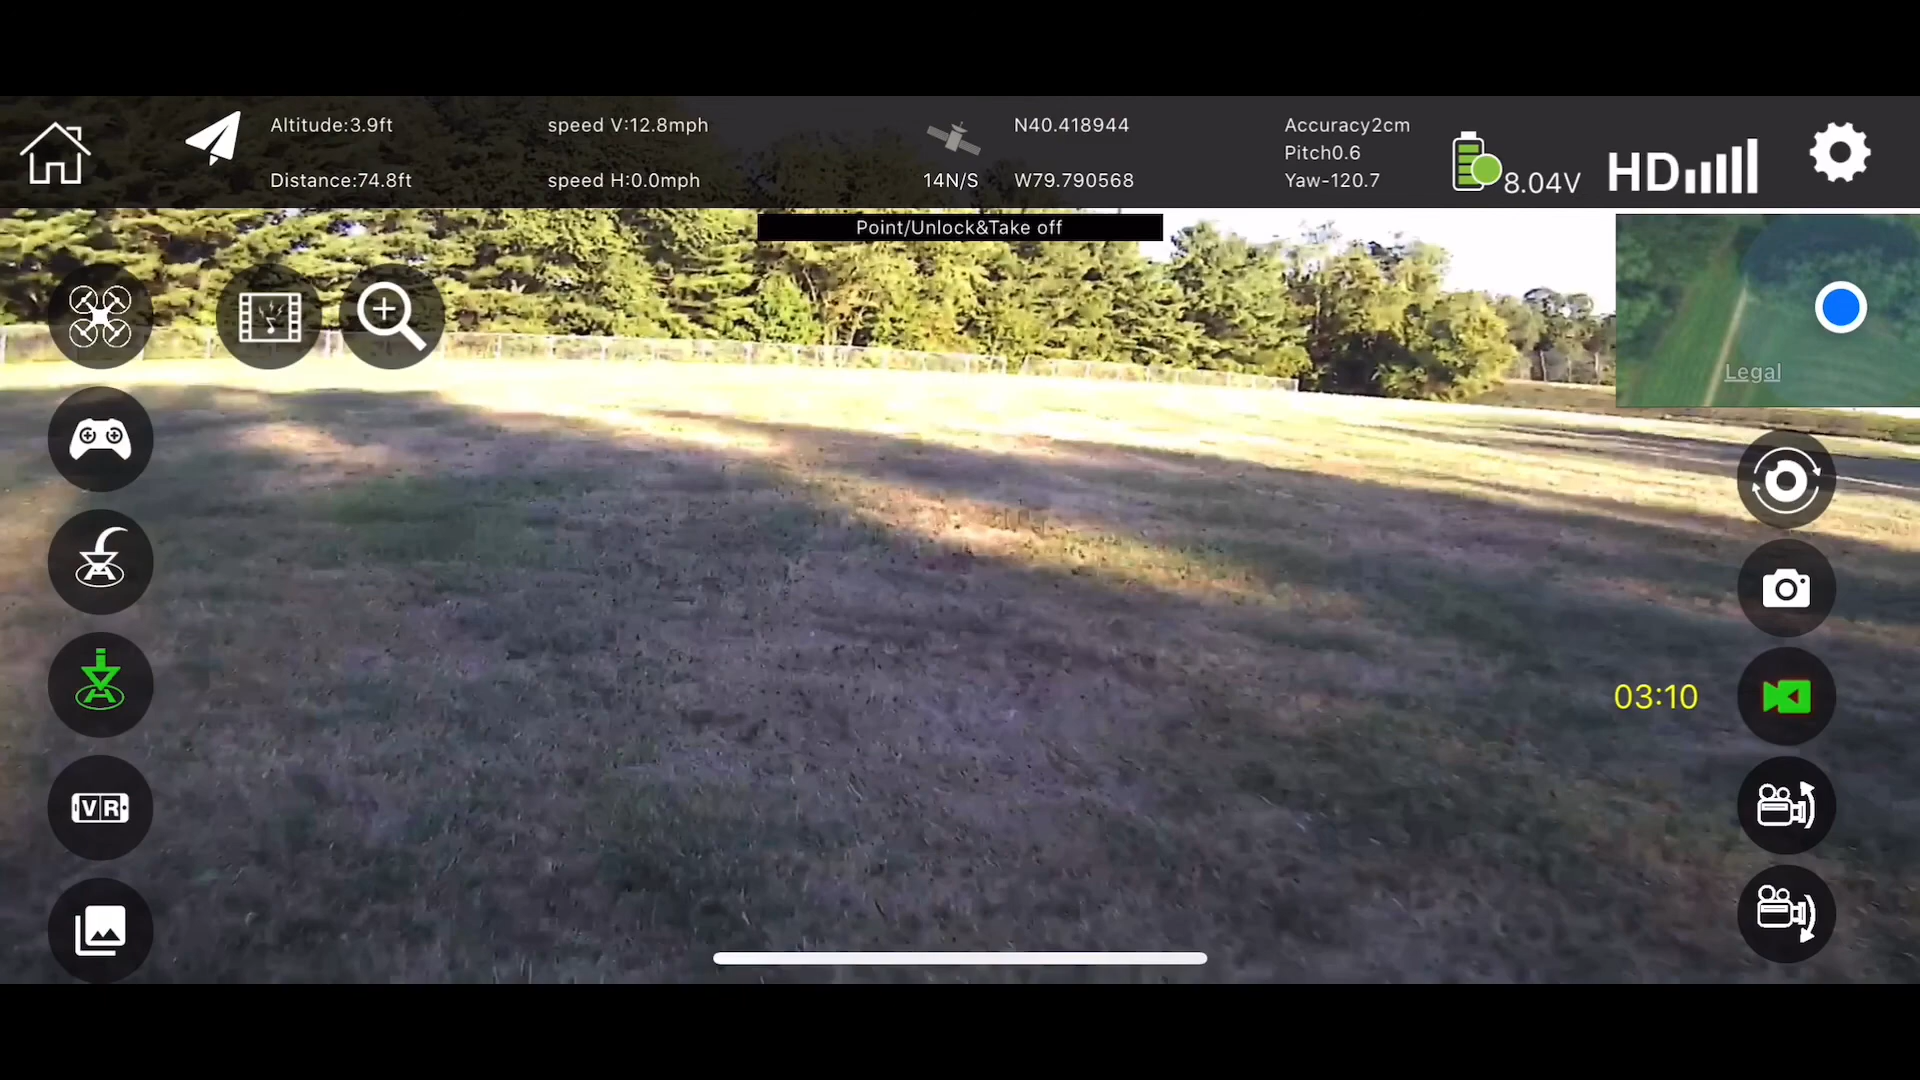 Altitude:3.9ft
speed V:12.8mph
N40.418944
Accuracy2cm
Pitch0.6
Distance:74.8ft
speed H:0.0mph
14N/S
W79.790568
Yaw-120.7
8.04V
HD
Point/Unlock&Take off
Legal
03:10
VR